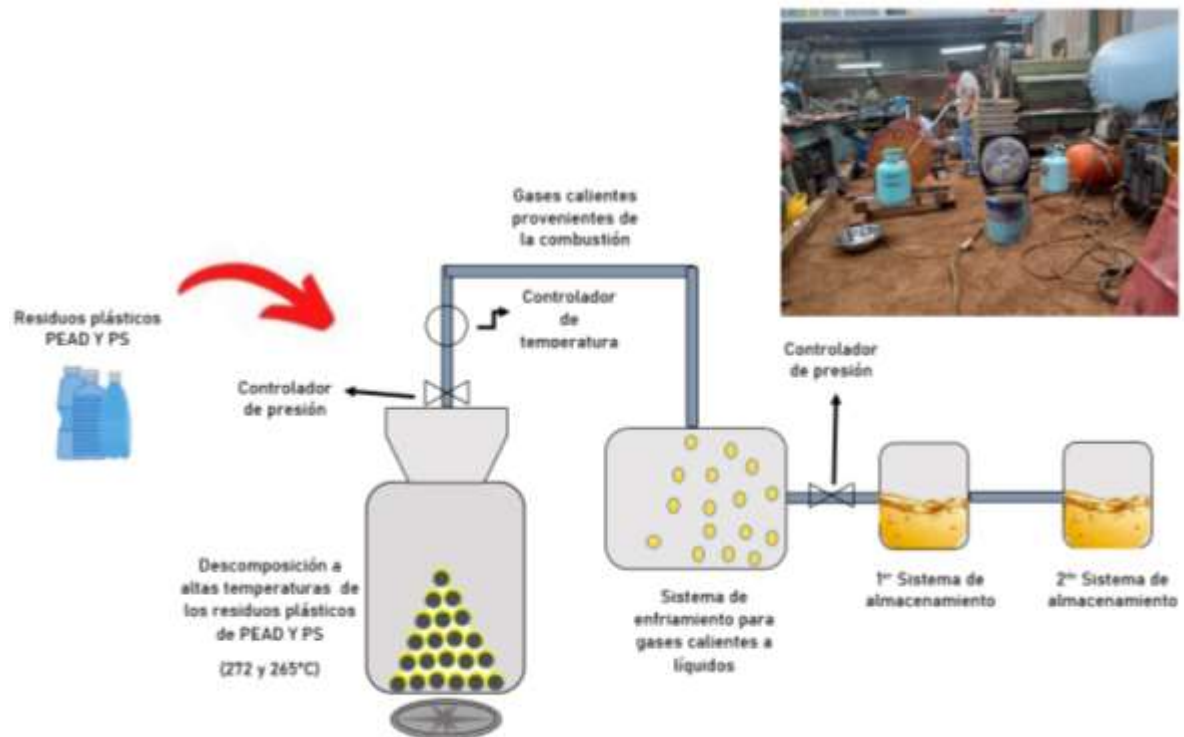 Gases calientes
provenientes de
la combustión
Residuos plásticos
PEAD Y PS
Controlador
de
temoeratura
Controlador
de presión
Controlador
de presión
Descomposición a
altas temperaturas de
los residuos plásticos
de PEAD Y PS
(272 y 265°C)
Sistema de
enfriamiento para
gases calientes a
líquidos
1er Sistema de
almacenamiento
2do Sistema de
almacenamiento